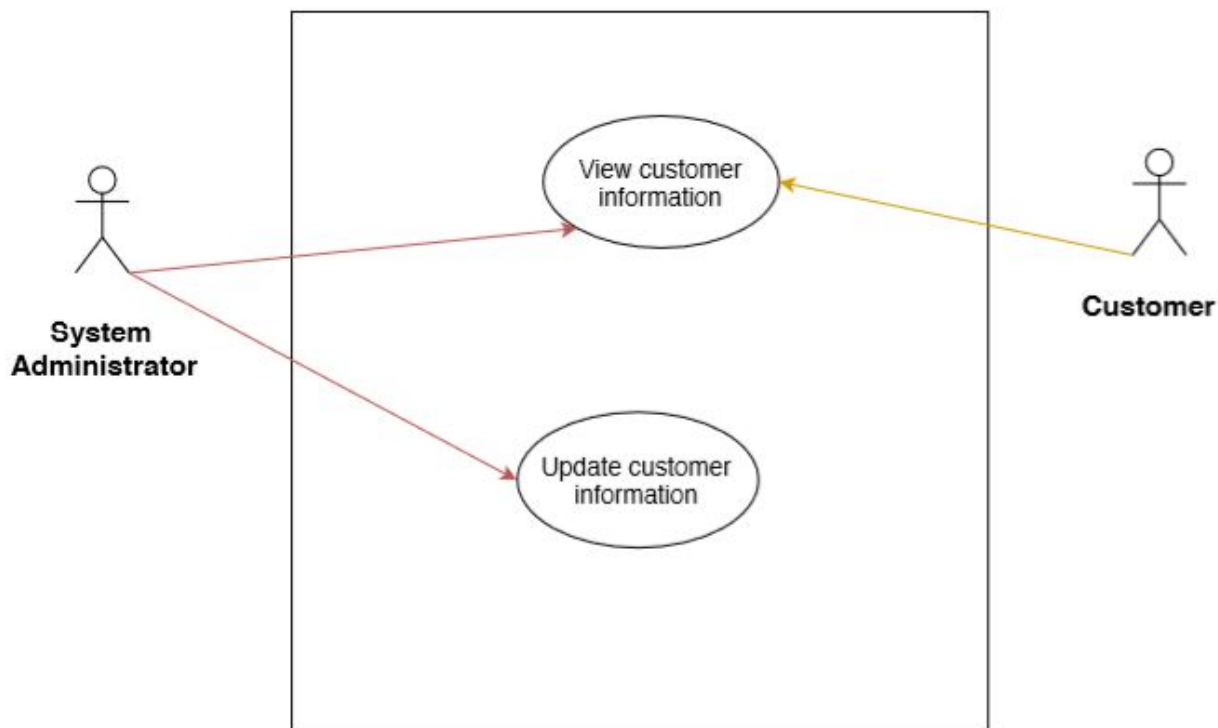 View customer
information
System
Administrator
Customer
Update customer
information